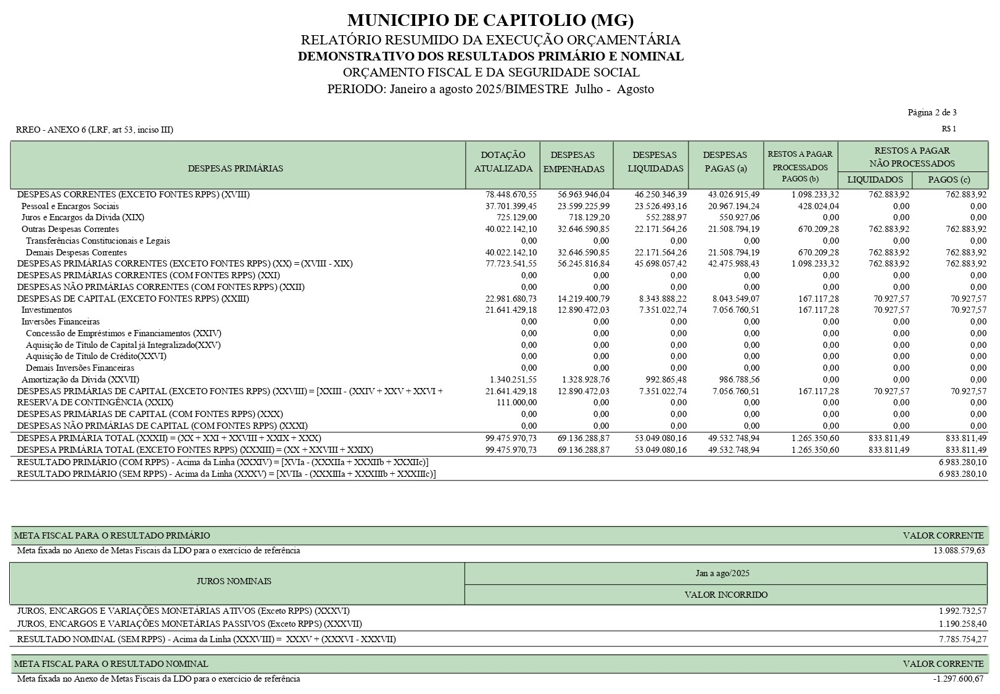 MUNICIPIO DE CAPITOLIO (MG)
RELATÓRIO RESUMIDO DA EXECUÇÃO ORÇAMENTÁRIA
DEMONSTRATIVO DOS RESULTADOS PRIMÁRIO E NOMINAL
ORÇAMENTO FISCAL E DA SEGURIDADE SOCIAL
PERIODO: Janeiro a agosto 2025/BIMESTRE Julho - Agosto
Página 2 de 3
RREO - ANEXO 6 (LRF, art 53, inciso III) R$ 1
DESPESAS PRIMÁRIAS DOTAÇÃO ATUALIZADA DESPESAS EMPENHADAS DESPESAS LIQUIDADAS DESPESAS PAGAS (a) RESTOS A PAGAR PROCESSADOS PAGOS (b) RESTOS A PAGAR NÃO PROCESSADOS LIQUIDADOS PAGOS (c)
DESPESAS CORRENTES (EXCETO FONTES RPPS) (XVIII) 78.448.670,55 56.963.946,04 46.250.346,39 43.026.915,49 1.098.233,32 762.883,92 762.883,92
Pessoal e Encargos Sociais 37.701.399,45 23.599.225,99 23.526.493,16 20.967.194,24 428.024,04 0,00 0,00
Juros e Encargos da Dívida (XIX) 725.129,00 718.129,20 552.288,97 550.927,06 0,00 0,00 0,00
Outras Despesas Correntes 40.022.142,10 32.646.590,85 22.171.564,26 21.508.794,19 670.209,28 762.883,92 762.883,92
Transferências Constitucionais e Legais 0,00 0,00 0,00 0,00 0,00 0,00 0,00
Demais Despesas Correntes 40.022.142,10 32.646.590,85 22.171.564,26 21.508.794,19 670.209,28 762.883,92 762.883,92
DESPESAS PRIMÁRIAS CORRENTES (EXCETO FONTES RPPS) (XX) = (XVIII - XIX) 77.723.541,55 56.245.816,84 45.698.057,42 42.475.988,43 1.098.233,32 762.883,92 762.883,92
DESPESAS PRIMÁRIAS CORRENTES (COM FONTES RPPS) (XXI) 0,00 0,00 0,00 0,00 0,00 0,00 0,00
DESPESAS NÃO PRIMÁRIAS CORRENTES (COM FONTES RPPS) (XXII) 0,00 0,00 0,00 0,00 0,00 0,00 0,00
DESPESAS DE CAPITAL (EXCETO FONTES RPPS) (XXIII) 22.981.680,73 14.219.400,79 8.343.888,22 8.043.549,07 167.117,28 70.927,57 70.927,57
Investimentos 21.641.429,18 12.890.472,03 7.351.022,74 7.056.760,51 167.117,28 70.927,57 70.927,57
Inversões Financeiras 0,00 0,00 0,00 0,00 0,00 0,00 0,00
Concessão de Empréstimos e Financiamentos (XXIV) 0,00 0,00 0,00 0,00 0,00 0,00 0,00
Aquisição de Título de Capital já Integralizado(XXV) 0,00 0,00 0,00 0,00 0,00 0,00 0,00
Aquisição de Título de Crédito(XXVI) 0,00 0,00 0,00 0,00 0,00 0,00 0,00
Demais Inversões Financeiras 0,00 0,00 0,00 0,00 0,00 0,00 0,00
Amortização da Dívida (XXVII) 1.340.251,55 1.328.928,76 992.865,48 986.788,56 0,00 0,00 0,00
DESPESAS PRIMÁRIAS DE CAPITAL (EXCETO FONTES RPPS) (XXVIII) = [XXIII - (XXIV + XXV + XXVI + 21.641.429,18 12.890.472,03 7.351.022,74 7.056.760,51 167.117,28 70.927,57 70.927,57
RESERVA DE CONTINGÊNCIA (XXIX) 111.000,00 0,00 0,00 0,00 0,00 0,00 0,00
DESPESAS PRIMÁRIAS DE CAPITAL (COM FONTES RPPS) (XXX) 0,00 0,00 0,00 0,00 0,00 0,00 0,00
DESPESAS NÃO PRIMÁRIAS DE CAPITAL (COM FONTES RPPS) (XXXI) 0,00 0,00 0,00 0,00 0,00 0,00 0,00
DESPESA PRIMÁRIA TOTAL (XXXII) = (XX + XXI + XXVIII + XXIX + XXX) 99.475.970,73 69.136.288,87 53.049.080,16 49.532.748,94 1.265.350,60 833.811,49 833.811,49
DESPESA PRIMÁRIA TOTAL (EXCETO FONTES RPPS) (XXXIII) = (XX + XXVIII + XXIX) 99.475.970,73 69.136.288,87 53.049.080,16 49.532.748,94 1.265.350,60 833.811,49 833.811,49
RESULTADO PRIMÁRIO (COM RPPS) - Acima da Linha (XXXIV) = [XVIa - (XXXIIa + XXXIIb + XXXIIc)] 6.983.280,10
RESULTADO PRIMÁRIO (SEM RPPS) - Acima da Linha (XXXV) = [XVIIa - (XXXIIIa + XXXIIIb + XXXIIIc)] 6.983.280,10
META FISCAL PARA O RESULTADO PRIMÁRIO VALOR CORRENTE
Meta fixada no Anexo de Metas Fiscais da LDO para o exercício de referência 13.088.579,63
JUROS NOMINAIS Jan a ago/2025
VALOR INCORRIDO
JUROS, ENCARGOS E VARIAÇÕES MONETÁRIAS ATIVOS (Exceto RPPS) (XXXVI) 1.992.732,57
JUROS, ENCARGOS E VARIAÇÕES MONETÁRIAS PASSIVOS (Exceto RPPS) (XXXVII) 1.190.258,40
RESULTADO NOMINAL (SEM RPPS) - Acima da Linha (XXXVIII) = XXXV + (XXXVI - XXXVII) 7.785.754,27
META FISCAL PARA O RESULTADO NOMINAL VALOR CORRENTE
Meta fixada no Anexo de Metas Fiscais da LDO para o exercício de referência -1.297.600,67